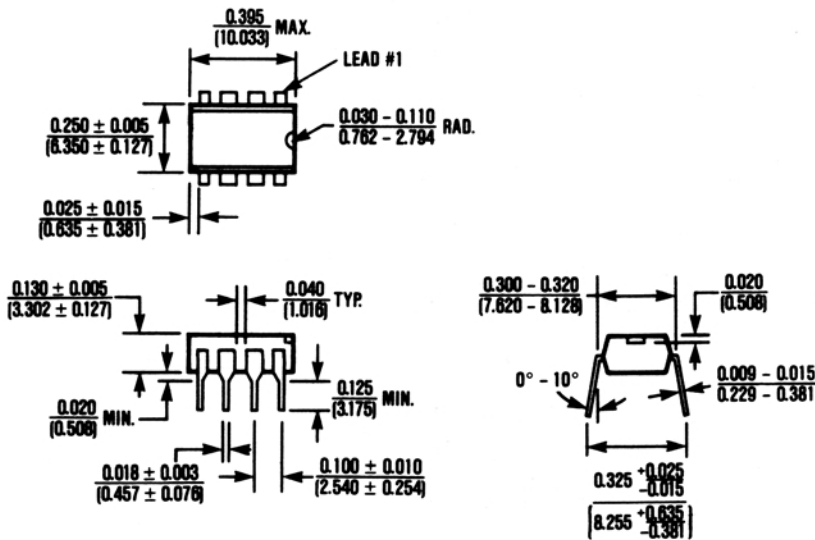 0.395
(10.033) MAX.
LEAD #1
0.250 ± 0.005
(6.350 ± 0.127)
0.030 – 0.110
0.762 – 2.794 RAD.
0.025 ± 0.015
(0.635 ± 0.381)
0.130 ± 0.005
(3.302 ± 0.127)
0.040
(1.016) TYP.
0.300 – 0.320
(7.620 – 8.128)
0.020
(0.508)
0.020
(0.508) MIN.
0.125
(3.175) MIN.
0° – 10°
0.009 – 0.015
0.229 – 0.381
0.018 ± 0.003
(0.457 ± 0.076)
0.100 ± 0.010
(2.540 ± 0.254)
0.325 +0.025
-0.015
(8.255 +0.635
-0.381)